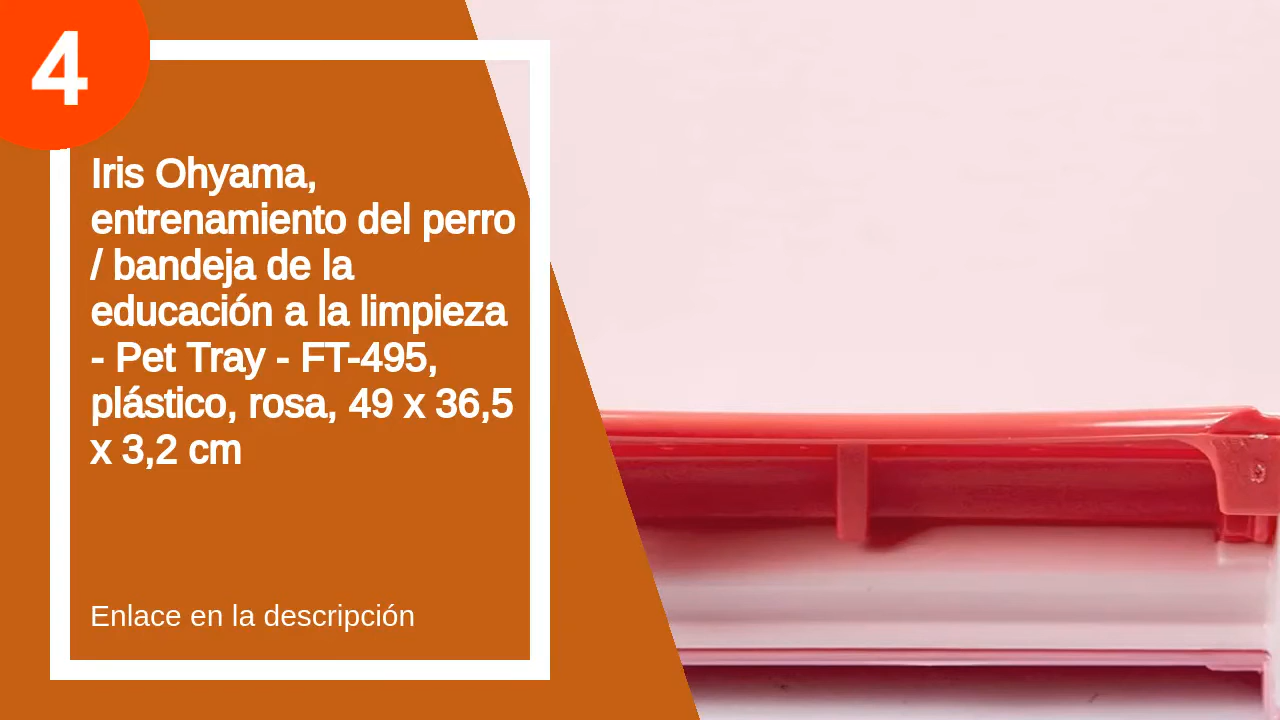 4
Iris Ohyama,
entrenamiento del perro
/ bandeja de la
educación a la limpieza
- Pet Tray - FT-495,
plástico, rosa, 49 x 36,5
x 3,2 cm
Enlace en la descripción